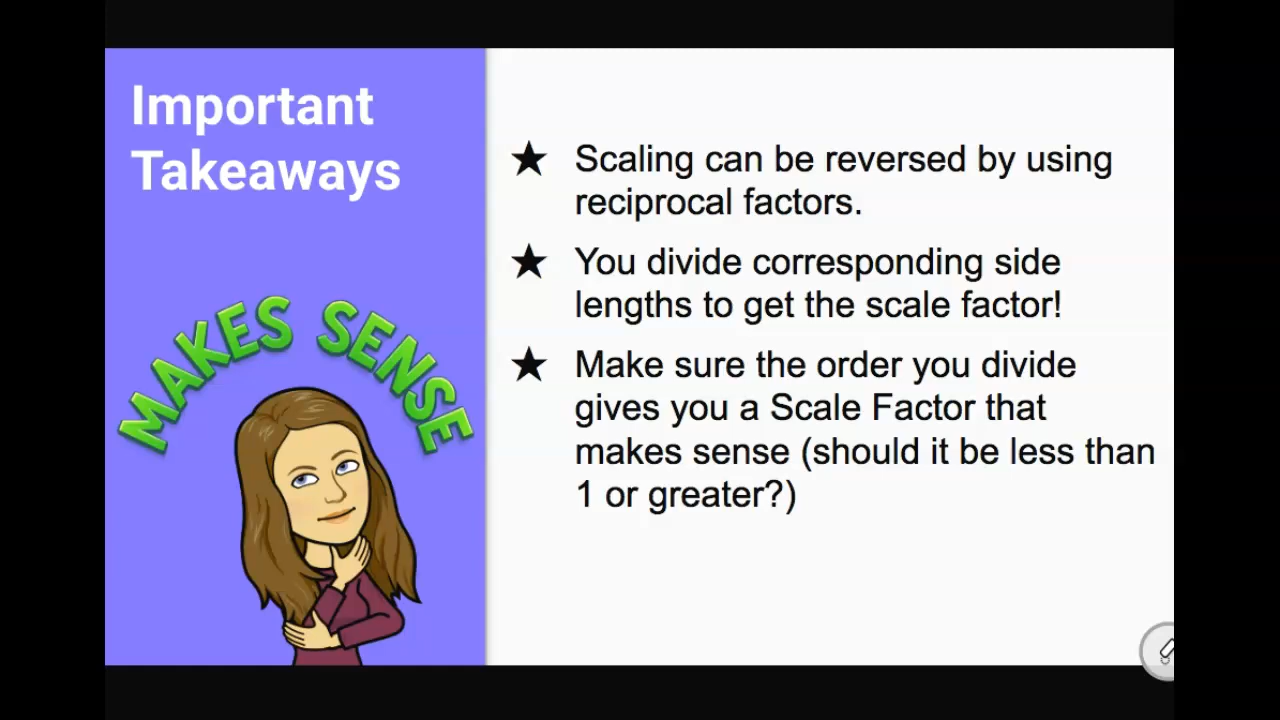 Important
Takeaways
MAKES SENSE
★ Scaling can be reversed by using
reciprocal factors.
★ You divide corresponding side
lengths to get the scale factor!
★ Make sure the order you divide
gives you a Scale Factor that
makes sense (should it be less than
1 or greater?)